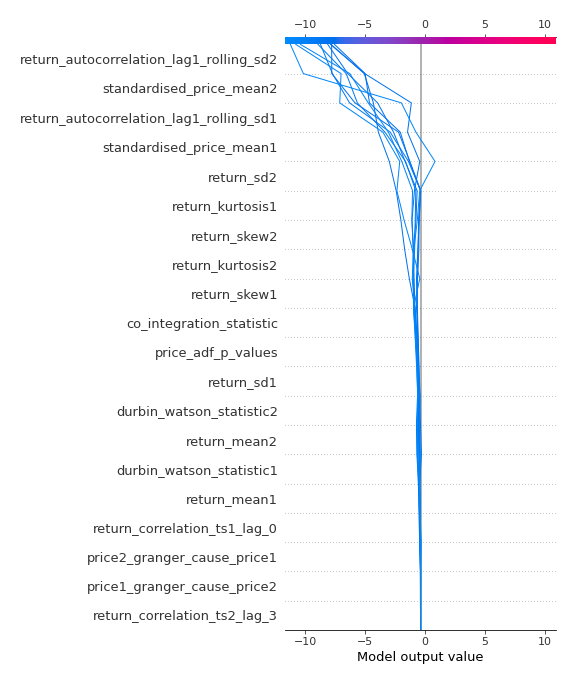 −10 −5 0 5 10
return_autocorrelation_lag1_rolling_sd2
standardised_price_mean2
return_autocorrelation_lag1_rolling_sd1
standardised_price_mean1
return_sd2
return_kurtosis1
return_skew2
return_kurtosis2
return_skew1
co_integration_statistic
price_adf_p_values
return_sd1
durbin_watson_statistic2
return_mean2
durbin_watson_statistic1
return_mean1
return_correlation_ts1_lag_0
price2_granger_cause_price1
price1_granger_cause_price2
return_correlation_ts2_lag_3
−10 −5 0 5 10
Model output value